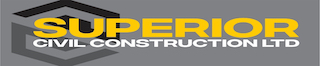 SUPERIOR
CIVIL CONSTRUCTION LTD